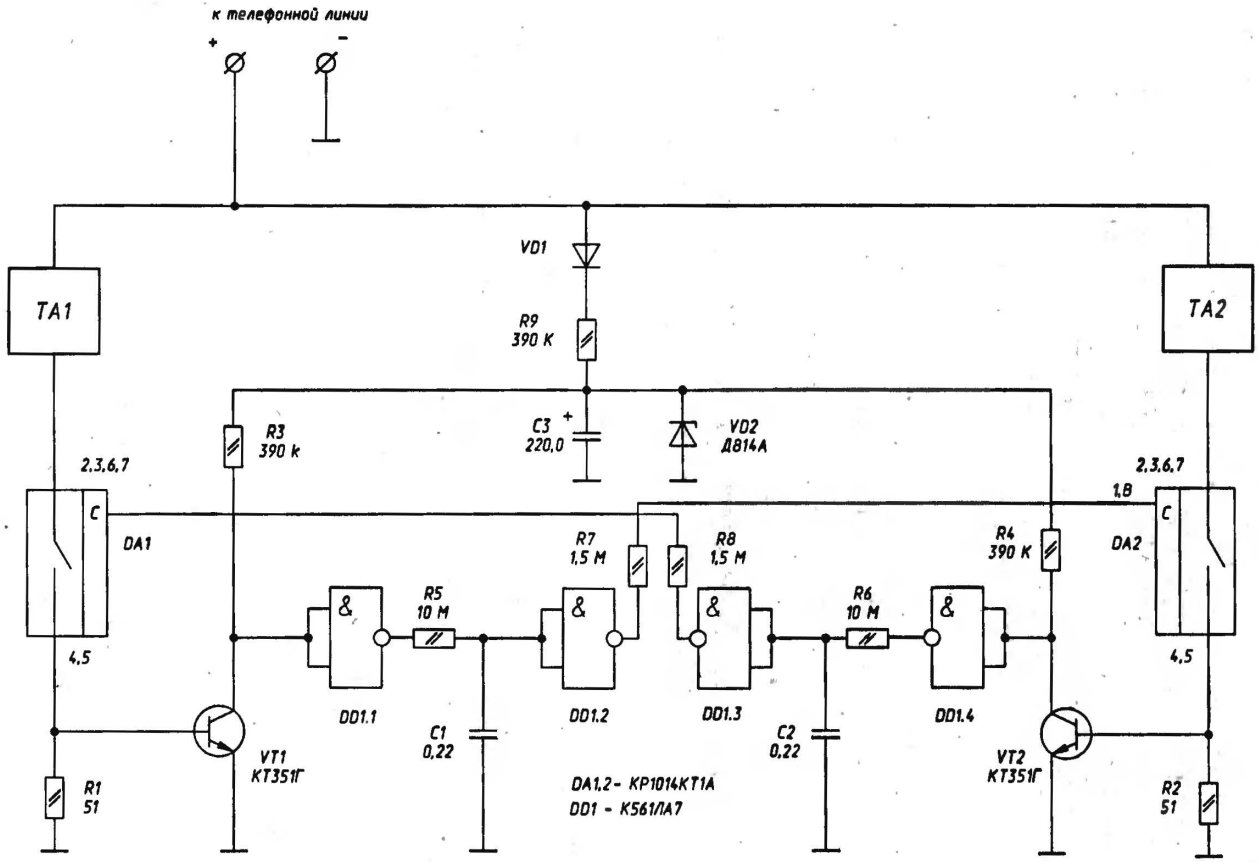 к телефонной линии
+
-
VD1
TA1
TA2
R9
390 K
R3
390 k
+
C3
220,0
VD2
Д814А
2,3,6,7
2,3,6,7
1,8
C
C
DA1
R7
1,5 M
R8
1,5 M
R4
390 K
DA2
&
R5
10 M
&
&
R6
10 M
&
4,5
4,5
DD1.1
DD1.2
DD1.3
DD1.4
C1
0,22
C2
0,22
VT1
КТ351Г
VT2
КТ351Г
R1
51
R2
51
DA1,2- КР1014КТ1А
DD1 - К561ЛА7